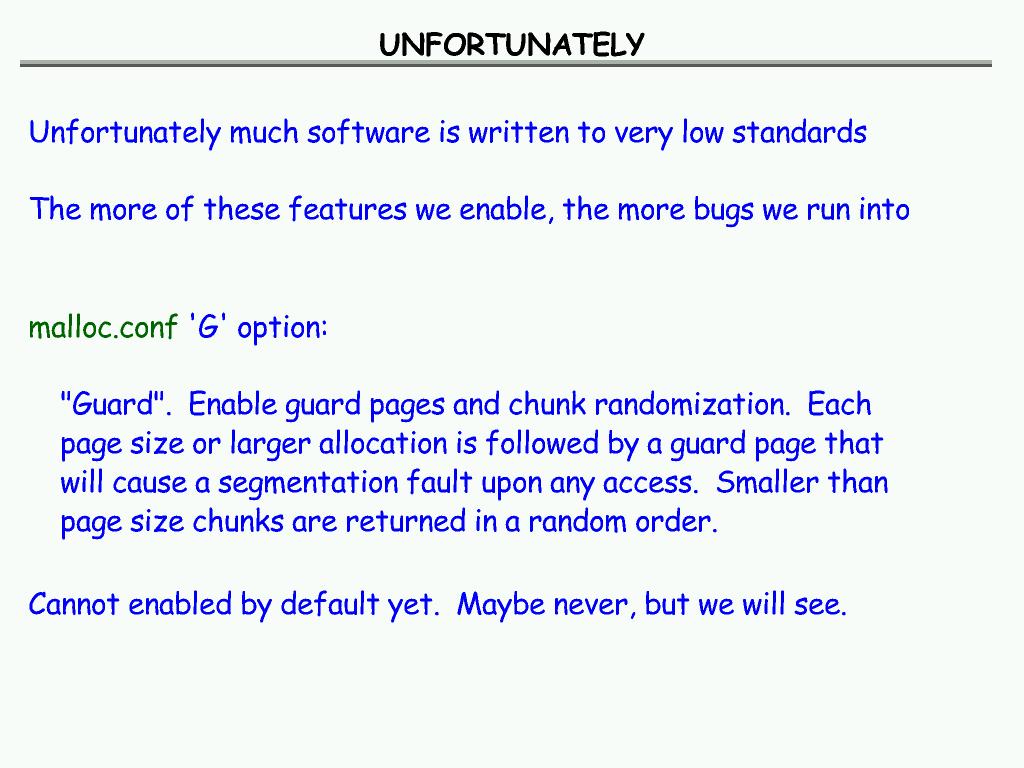 UNFORTUNATELY
Unfortunately much software is written to very low standards
The more of these features we enable, the more bugs we run into
malloc.conf 'G' option:
"Guard".  Enable guard pages and chunk randomization.  Each
page size or larger allocation is followed by a guard page that
will cause a segmentation fault upon any access.  Smaller than
page size chunks are returned in a random order.
Cannot enabled by default yet.  Maybe never, but we will see.